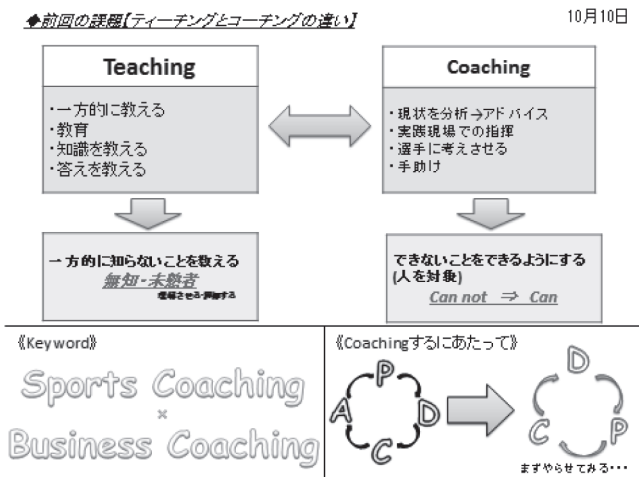 ◆前回の課題【ティーチングとコーチングの違い】
10月10日
Teaching
・一方的に教える
・教育
・知識を教える
・答えを教える
Coaching
・現状を分析→アドバイス
・実践現場での指揮
・選手に考えさせる
・手助け
一方的に知らないことを教える
無知・未熟者
できないことをできるようにする
(人を対象)
Can not ⇒ Can
《Keyword》
Sports Coaching
×
Business Coaching
《Coachingするにあたって》
P
A D
C
D
C P
まずやらせてみる・・・